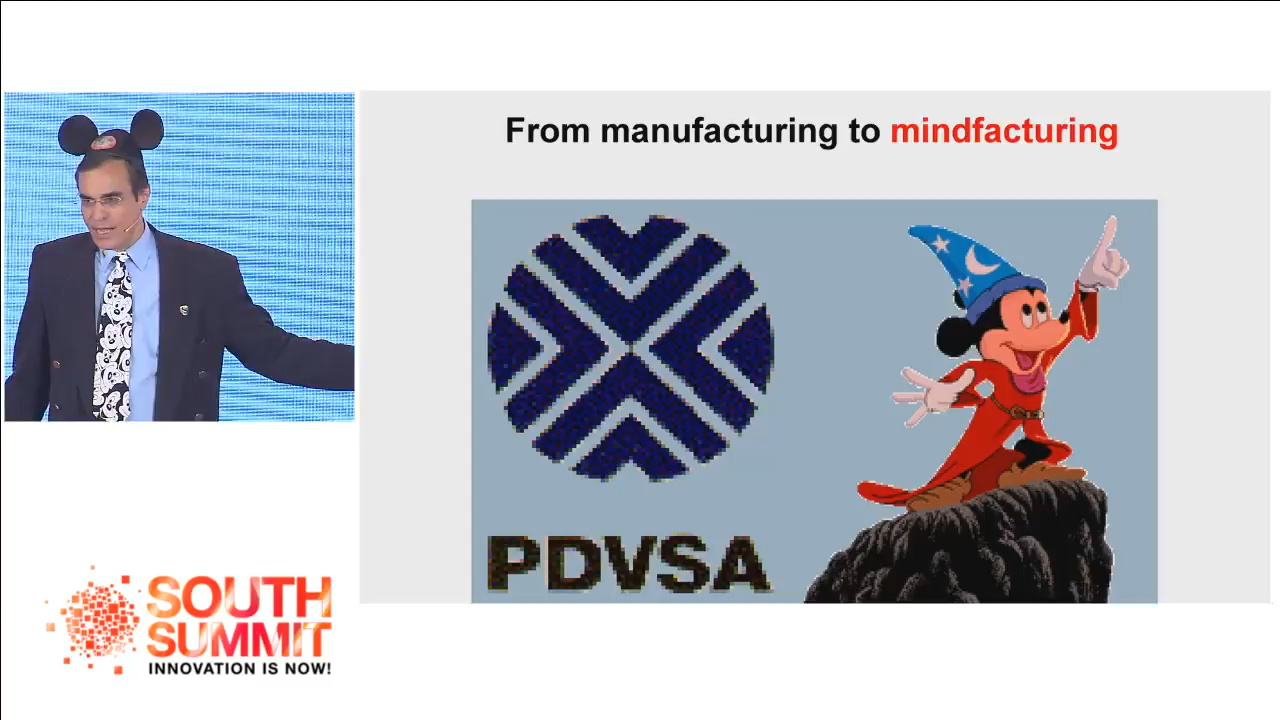 From manufacturing to mindfacturing
PDVSA
SOUTH
SUMMIT
INNOVATION IS NOW!